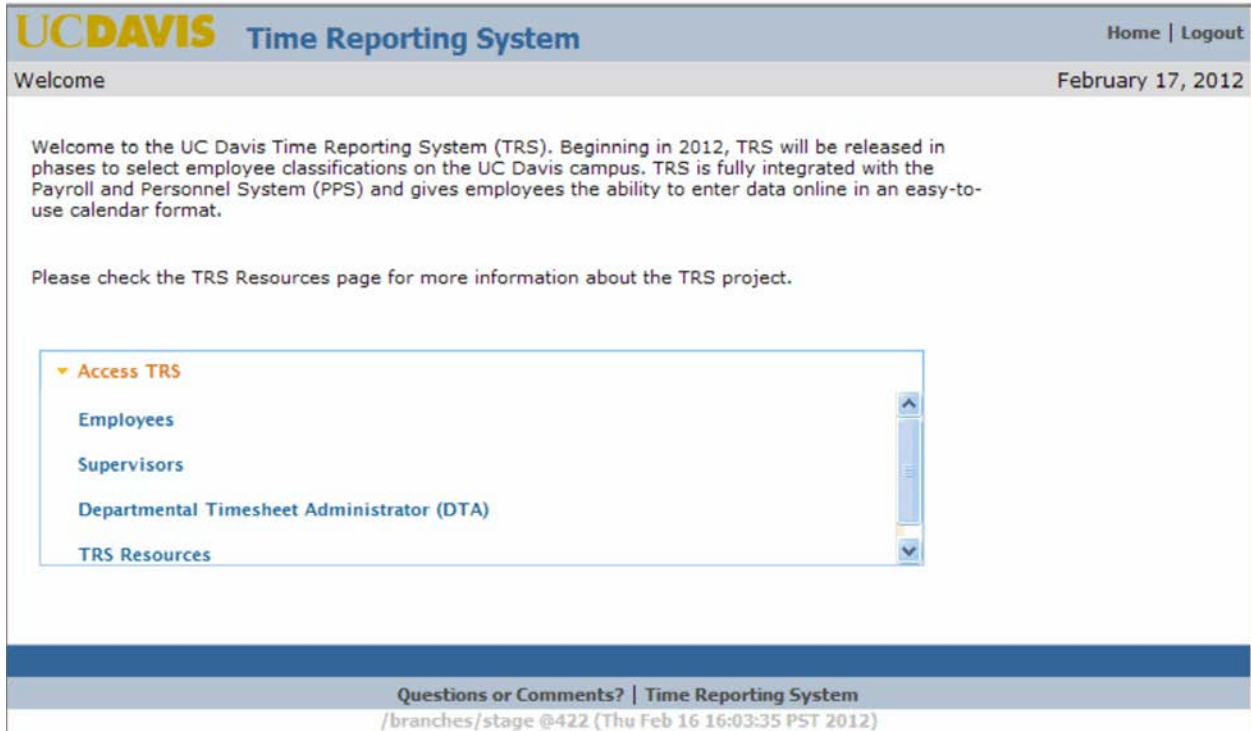 UCDAVIS Time Reporting System Home | Logout
Welcome February 17, 2012
Welcome to the UC Davis Time Reporting System (TRS). Beginning in 2012, TRS will be released in
phases to select employee classifications on the UC Davis campus. TRS is fully integrated with the
Payroll and Personnel System (PPS) and gives employees the ability to enter data online in an easy-to-
use calendar format.
Please check the TRS Resources page for more information about the TRS project.
Access TRS
Employees
Supervisors
Departmental Timesheet Administrator (DTA)
TRS Resources
Questions or Comments? | Time Reporting System
/branches/stage @422 (Thu Feb 16 16:03:35 PST 2012)